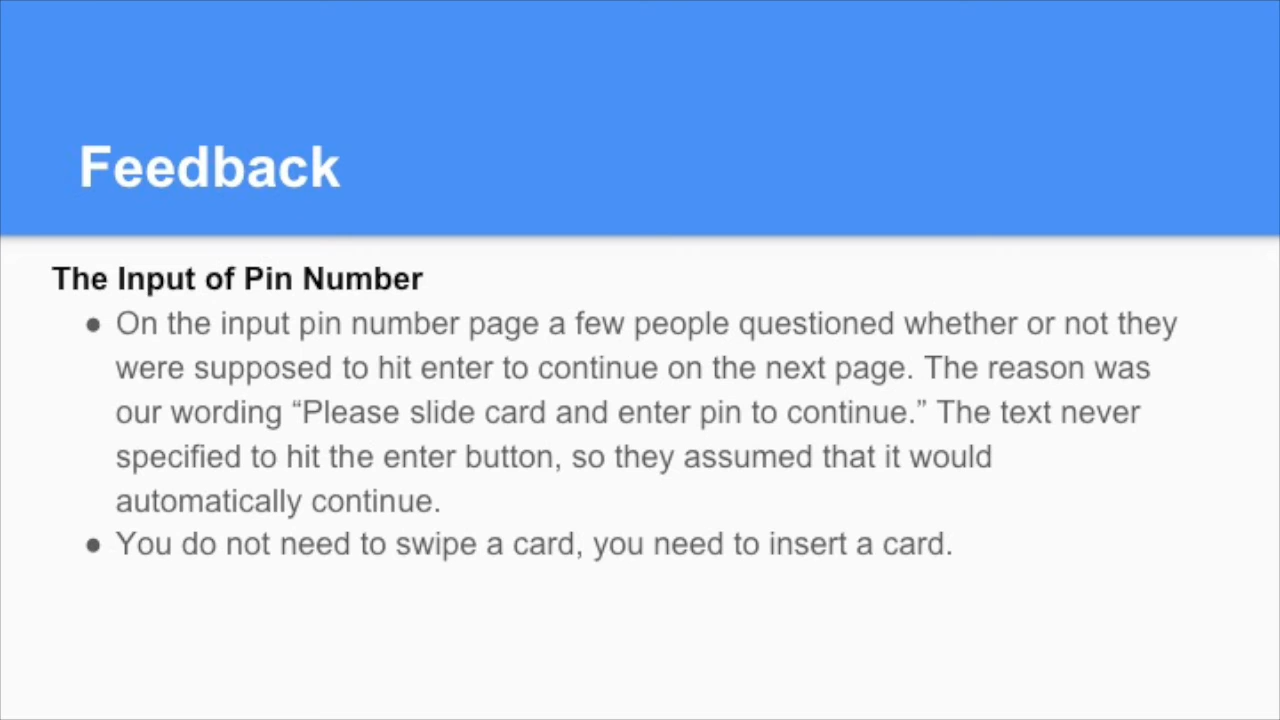 Feedback
The Input of Pin Number
● On the input pin number page a few people questioned whether or not they
were supposed to hit enter to continue on the next page. The reason was
our wording “Please slide card and enter pin to continue.” The text never
specified to hit the enter button, so they assumed that it would
automatically continue.
● You do not need to swipe a card, you need to insert a card.